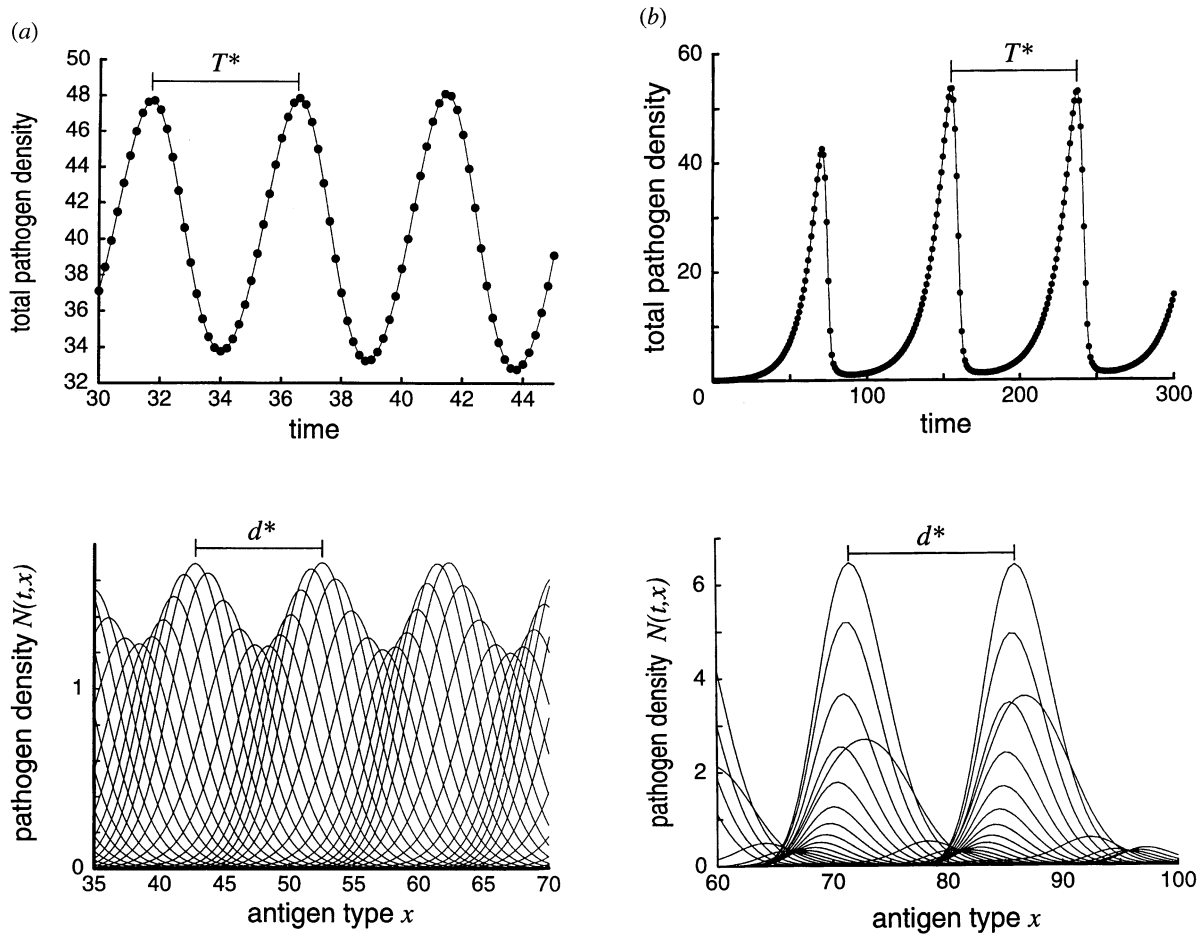 (a)
T*
total pathogen density
50
48
46
44
42
40
38
36
34
32
30 32 34 36 38 40 42 44
time
(b)
T*
total pathogen density
60
40
20
0 100 200 300
time
d*
pathogen density N(t,x)
1
0
35 40 45 50 55 60 65 70
antigen type x
d*
pathogen density N(t,x)
6
4
2
0
60 70 80 90 100
antigen type x